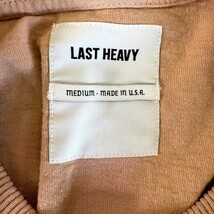 LAST HEAVY
MEDIUM - MADE IN U.S.A.